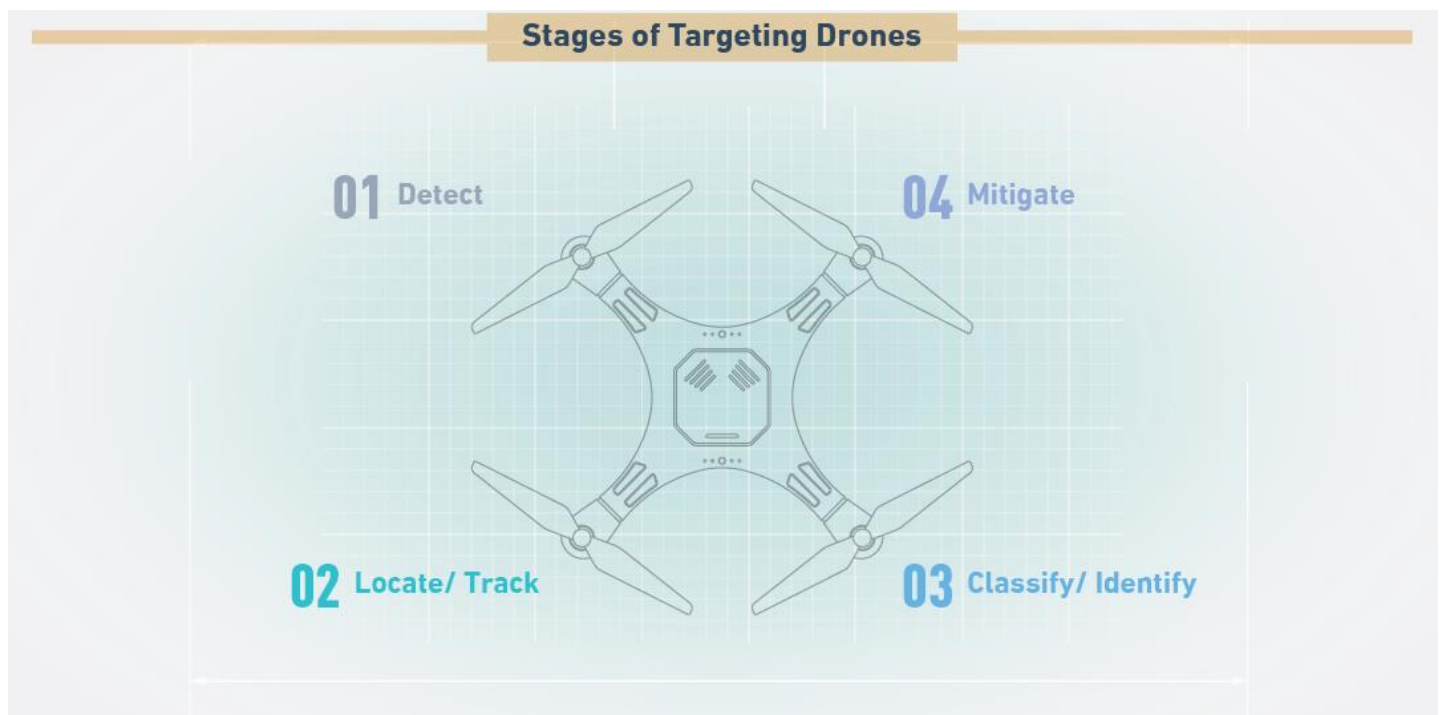 Stages of Targeting Drones
01 Detect
02 Locate/ Track
03 Classify/ Identify
04 Mitigate